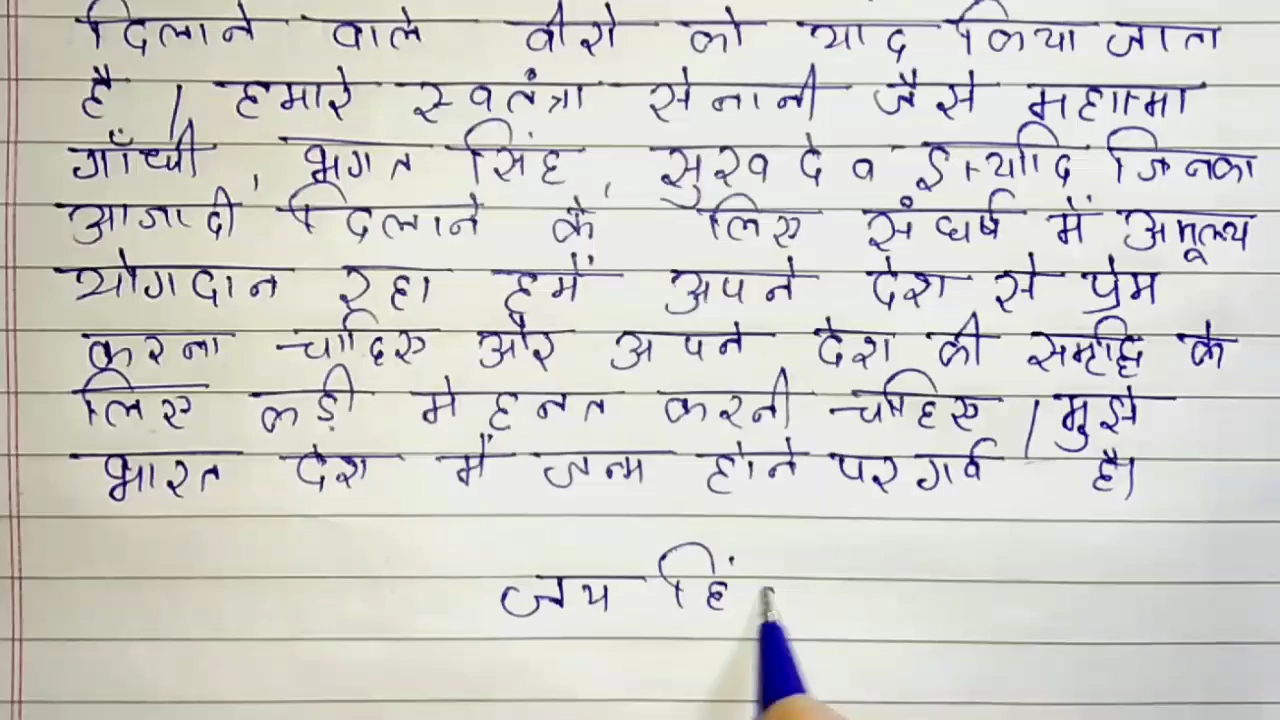 दिलाने वाले वीरो को याद किया जात
है। हमारे स्वतंत्रा सेनानी जैसे महात्मा
गाँधी, भगत सिंह, सुखदेव इत्यादि जिनका
आजादी दिलाने के लिए संघर्ष में अमूल्य
योगदान रहा हमें अपने देश से प्रेम
करना चाहिए और अपने देश की समृद्धि के
लिए कड़ी मेहनत करनी चाहिए। मुझे
भारत देश में जन्म होने पर गर्व है।
जय हिं